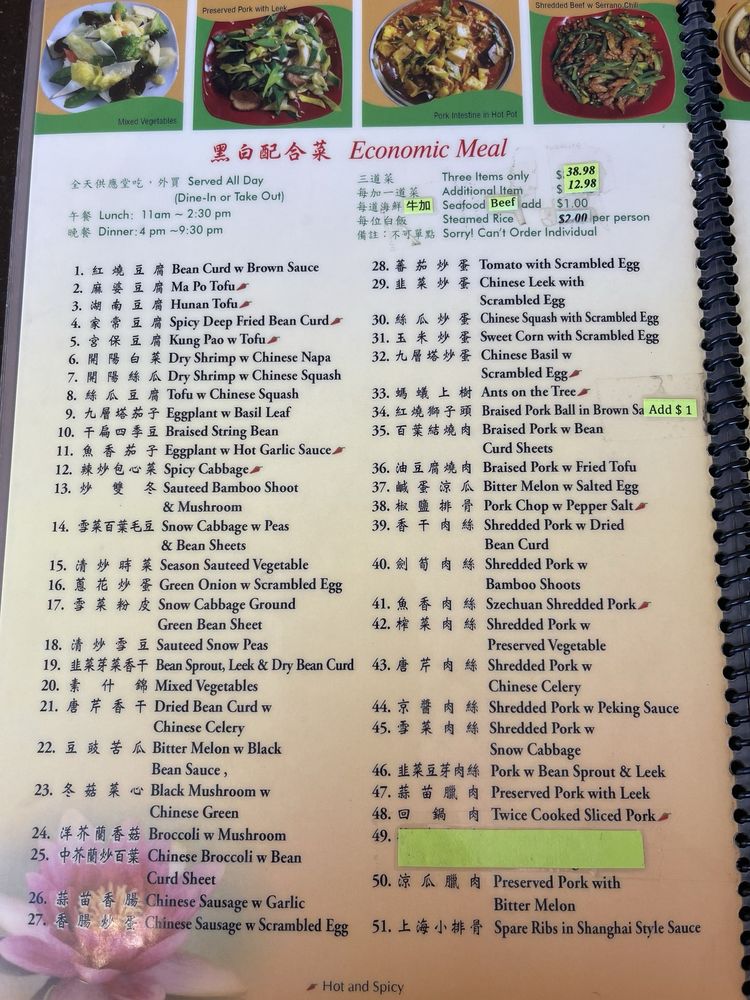 Preserved Pork with Leek
Shredded Beef w Serrano Chili
Mixed Vegetables
Pork Intestine in Hot Pot
黑白配合菜 Economic Meal
全天供應堂吃，外買 Served All Day
(Dine-In or Take Out)
午餐 Lunch: 11am ~ 2:30 pm
晚餐 Dinner: 4 pm ~9:30 pm
三道菜 Three Items only $ 38.98
每加一道菜 Additional Item $ 12.98
每道海鮮 牛加 Seafood Beef add $1.00
每位白飯 Steamed Rice $2.00 per person
備註：不可單點 Sorry! Can't Order Individual
1. 紅燒豆腐 Bean Curd w Brown Sauce
2. 麻婆豆腐 Ma Po Tofu
3. 湖南豆腐 Hunan Tofu
4. 家常豆腐 Spicy Deep Fried Bean Curd
5. 宮保豆腐 Kung Pao w Tofu
6. 開陽白菜 Dry Shrimp w Chinese Napa
7. 開陽絲瓜 Dry Shrimp w Chinese Squash
8. 絲瓜豆腐 Tofu w Chinese Squash
9. 九層塔茄子 Eggplant w Basil Leaf
10. 干扁四季豆 Braised String Bean
11. 魚香茄子 Eggplant w Hot Garlic Sauce
12. 辣炒包心菜 Spicy Cabbage
13. 炒雙冬 Sauteed Bamboo Shoot
& Mushroom
14. 雪菜百葉毛豆 Snow Cabbage w Peas
& Bean Sheets
15. 清炒時菜 Season Sauteed Vegetable
16. 蔥花炒蛋 Green Onion w Scrambled Egg
17. 雪菜粉皮 Snow Cabbage Ground
Green Bean Sheet
18. 清炒雪豆 Sauteed Snow Peas
19. 韭菜芽菜香干 Bean Sprout, Leek & Dry Bean Curd
20. 素什錦 Mixed Vegetables
21. 唐芹香干 Dried Bean Curd w
Chinese Celery
22. 豆豉苦瓜 Bitter Melon w Black
Bean Sauce ,
23. 冬菇菜心 Black Mushroom w
Chinese Green
24. 洋芥蘭香菇 Broccoli w Mushroom
25. 中芥蘭炒百葉 Chinese Broccoli w Bean
Curd Sheet
26. 蒜苗香腸 Chinese Sausage w Garlic
27. 香腸炒蛋 Chinese Sausage w Scrambled Egg
28. 蕃茄炒蛋 Tomato with Scrambled Egg
29. 韭菜炒蛋 Chinese Leek with
Scrambled Egg
30. 絲瓜炒蛋 Chinese Squash with Scrambled Egg
31. 玉米炒蛋 Sweet Corn with Scrambled Egg
32. 九層塔炒蛋 Chinese Basil w
Scrambled Egg
33. 螞蟻上樹 Ants on the Tree
34. 紅燒獅子頭 Braised Pork Ball in Brown Sa Add $ 1
35. 百葉結燒肉 Braised Pork w Bean
Curd Sheets
36. 油豆腐燒肉 Braised Pork w Fried Tofu
37. 鹹蛋涼瓜 Bitter Melon w Salted Egg
38. 椒鹽排骨 Pork Chop w Pepper Salt
39. 香干肉絲 Shredded Pork w Dried
Bean Curd
40. 劍筍肉絲 Shredded Pork w
Bamboo Shoots
41. 魚香肉絲 Szechuan Shredded Pork
42. 榨菜肉絲 Shredded Pork w
Preserved Vegetable
43. 唐芹肉絲 Shredded Pork w
Chinese Celery
44. 京醬肉絲 Shredded Pork w Peking Sauce
45. 雪菜肉絲 Shredded Pork w
Snow Cabbage
46. 韭菜豆芽肉絲 Pork w Bean Sprout & Leek
47. 蒜苗臘肉 Preserved Pork with Leek
48. 回鍋肉 Twice Cooked Sliced Pork
49.
50. 涼瓜臘肉 Preserved Pork with
Bitter Melon
51. 上海小排骨 Spare Ribs in Shanghai Style Sauce
Hot and Spicy